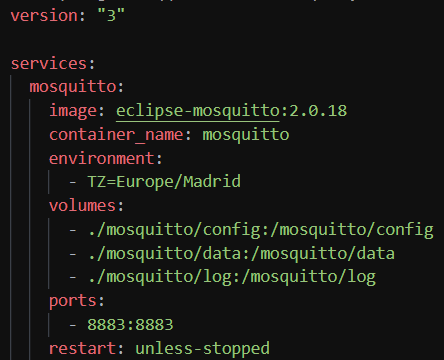 version: "3"
services:
mosquitto:
image: eclipse-mosquitto:2.0.18
container_name: mosquitto
environment:
- TZ=Europe/Madrid
volumes:
- ./mosquitto/config:/mosquitto/config
- ./mosquitto/data:/mosquitto/data
- ./mosquitto/log:/mosquitto/log
ports:
- 8883:8883
restart: unless-stopped